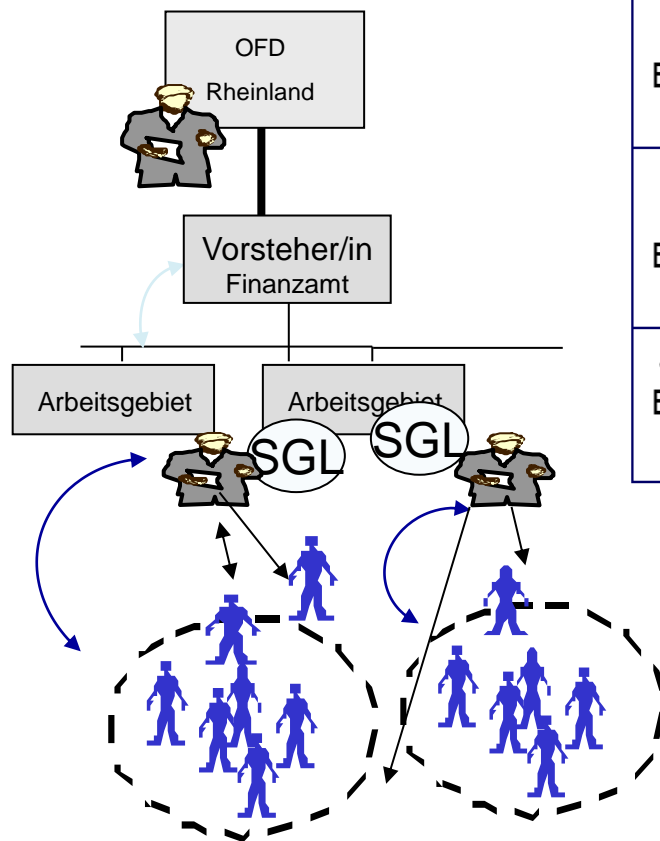 OFD
Rheinland
Vorsteher/in
Finanzamt
Arbeitsgebiet
Arbeitsgebiet
SGL
SGL
E
E
E